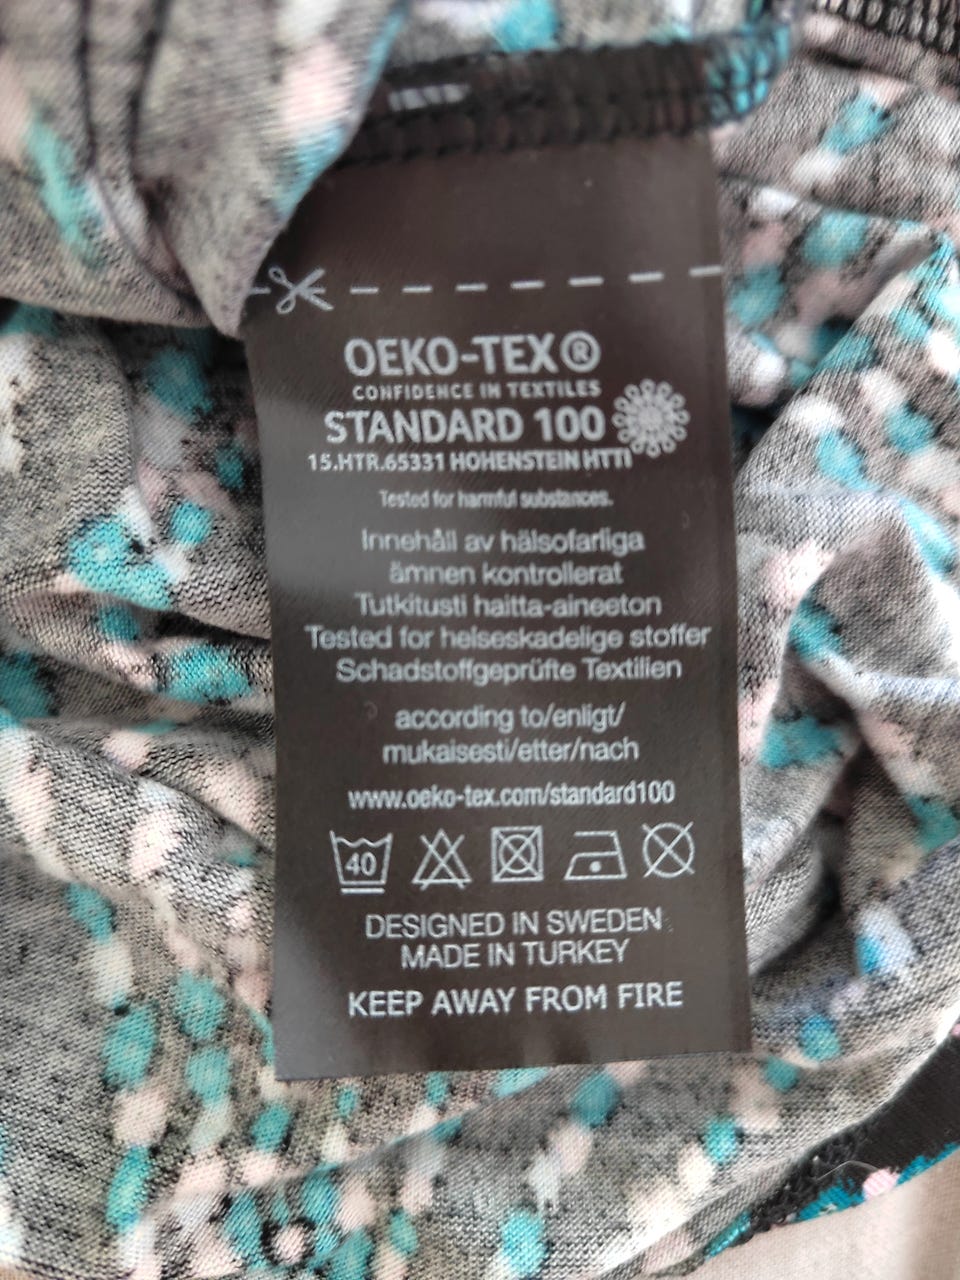 OEKO-TEX®
CONFIDENCE IN TEXTILES
STANDARD 100
15.HTR.65331 HOHENSTEIN HTTI
Tested for harmful substances.
Innehåll av hälsofarliga
ämnen kontrollerat
Tutkitusti haitta-aineeton
Tested for helseskadelige stoffer
Schadstoffgeprüfte Textilien
according to/enligt/
mukaisesti/etter/nach
www.oeko-tex.com/standard100
40
DESIGNED IN SWEDEN
MADE IN TURKEY
KEEP AWAY FROM FIRE